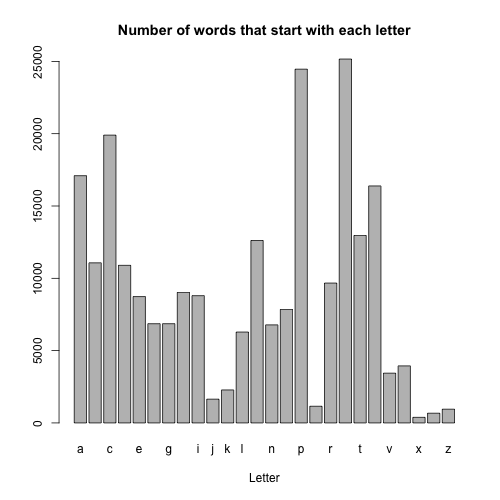 Number of words that start with each letter
25000
20000
15000
10000
5000
0
a c e g i j k l n p r t v x z
Letter